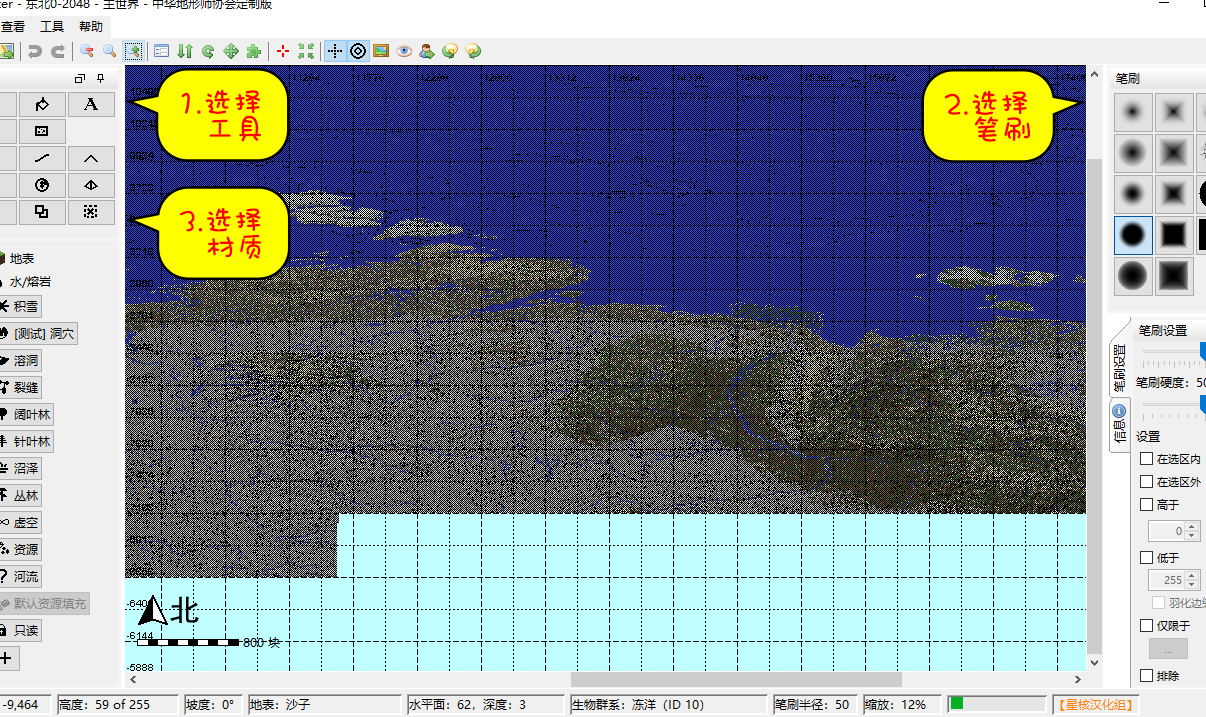 ter - 东北0-2048 - 主世界 - 中华地形师协会定制版
查看 工具 帮助
1.选择
工具
2.选择
笔刷
3.选择
材质
地表
水/熔岩
积雪
[测试] 洞穴
溶洞
裂缝
阔叶林
针叶林
沼泽
丛林
虚空
资源
河流
默认资源填充
只读
笔刷
笔刷设置
信息
笔刷设置
笔刷硬度: 50
设置
在选区内
在选区外
高于
0
低于
255
羽化边缘
仅限于
...
排除
-6400
-6144
-5888
北
800 块
-9,464
高度: 59 of 255
坡度: 0°
地表: 沙子
水平面: 62, 深度: 3
生物群系: 冻洋 (ID 10)
笔刷半径: 50
缩放: 12%
【星核汉化组】